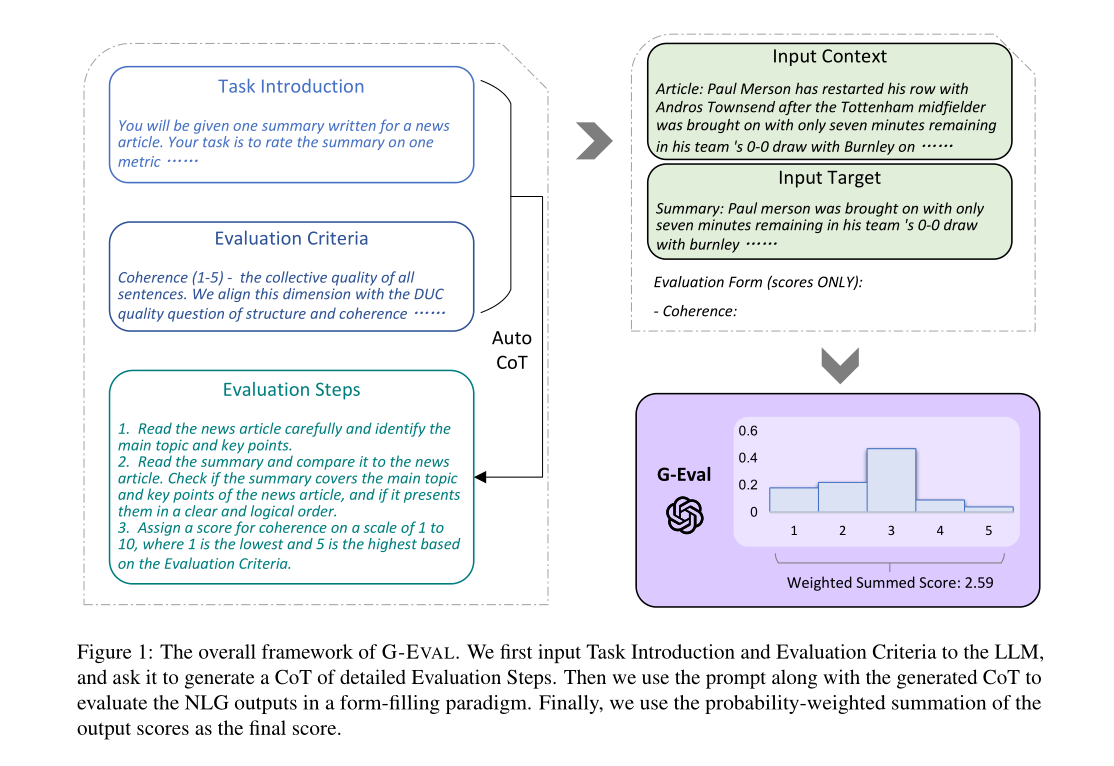 Task Introduction
You will be given one summary written for a news
article. Your task is to rate the summary on one
metric ······
Evaluation Criteria
Coherence (1-5) - the collective quality of all
sentences. We align this dimension with the DUC
quality question of structure and coherence ······
Auto
CoT
Evaluation Steps
1. Read the news article carefully and identify the
main topic and key points.
2. Read the summary and compare it to the news
article. Check if the summary covers the main topic
and key points of the news article, and if it presents
them in a clear and logical order.
3. Assign a score for coherence on a scale of 1 to
10, where 1 is the lowest and 5 is the highest based
on the Evaluation Criteria.
Input Context
Article: Paul Merson has restarted his row with
Andros Townsend after the Tottenham midfielder
was brought on with only seven minutes remaining
in his team 's 0-0 draw with Burnley on ······
Input Target
Summary: Paul merson was brought on with only
seven minutes remaining in his team 's 0-0 draw
with burnley ······
Evaluation Form (scores ONLY):
- Coherence:
G-Eval
0.6
0.4
0.2
0
1 2 3 4 5
Weighted Summed Score: 2.59
Figure 1: The overall framework of G-EVAL. We first input Task Introduction and Evaluation Criteria to the LLM,
and ask it to generate a CoT of detailed Evaluation Steps. Then we use the prompt along with the generated CoT to
evaluate the NLG outputs in a form-filling paradigm. Finally, we use the probability-weighted summation of the
output scores as the final score.